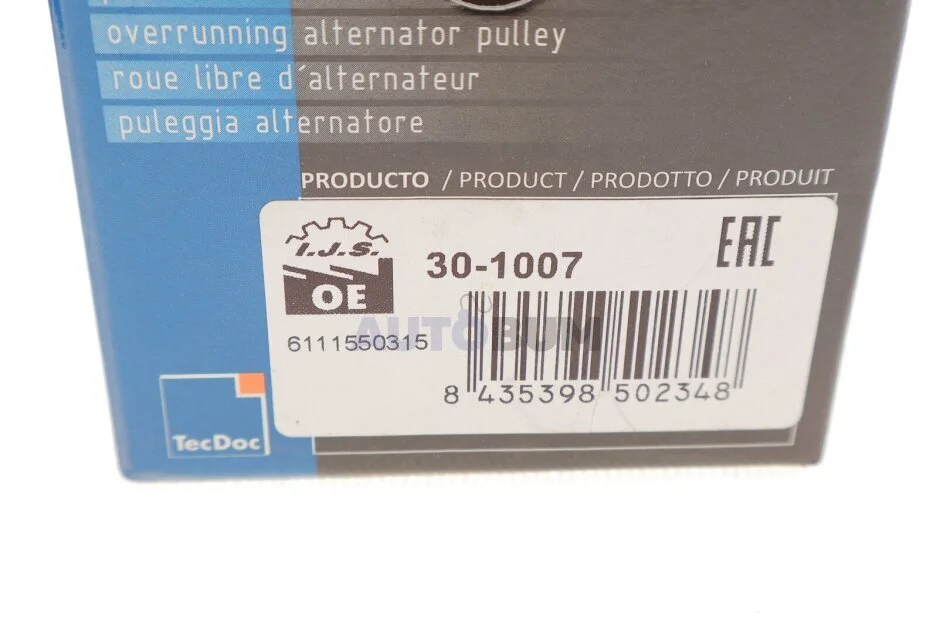 overrunning alternator pulley
roue libre d´alternateur
puleggia alternatore
PRODUCTO / PRODUCT / PRODOTTO / PRODUIT
I.J.S.
OE
30-1007
EAC
6111550315
AUTOBUM
8 435398 502348
TecDoc